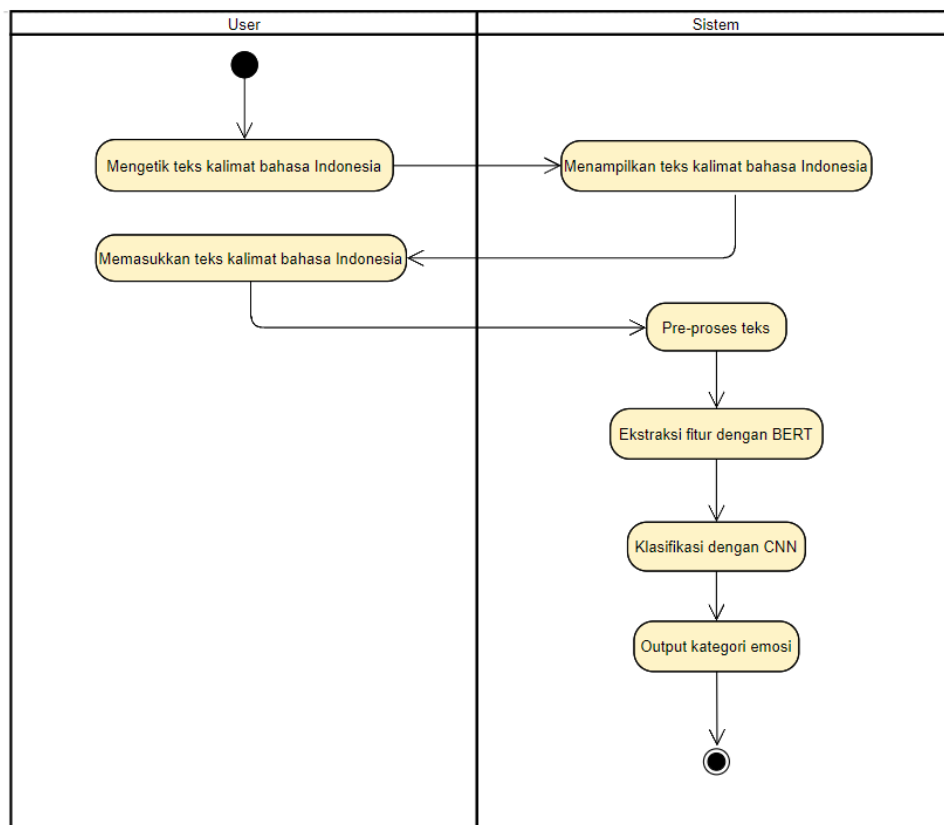 User
Sistem
Mengetik teks kalimat bahasa Indonesia
Menampilkan teks kalimat bahasa Indonesia
Memasukkan teks kalimat bahasa Indonesia
Pre-proses teks
Ekstraksi fitur dengan BERT
Klasifikasi dengan CNN
Output kategori emosi